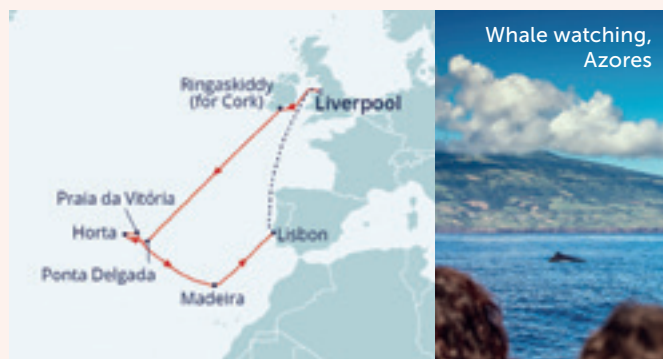 Ringaskiddy
(for Cork)
Liverpool
Praia da Vitória
Horta
Ponta Delgada
Lisbon
Madeira
Whale watching,
Azores